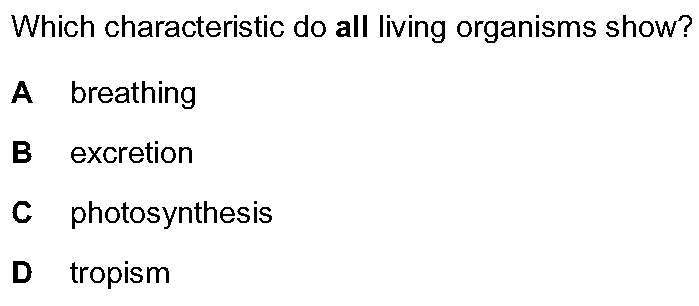 Which characteristic do all living organisms show?
A breathing
B excretion
C photosynthesis
D tropism